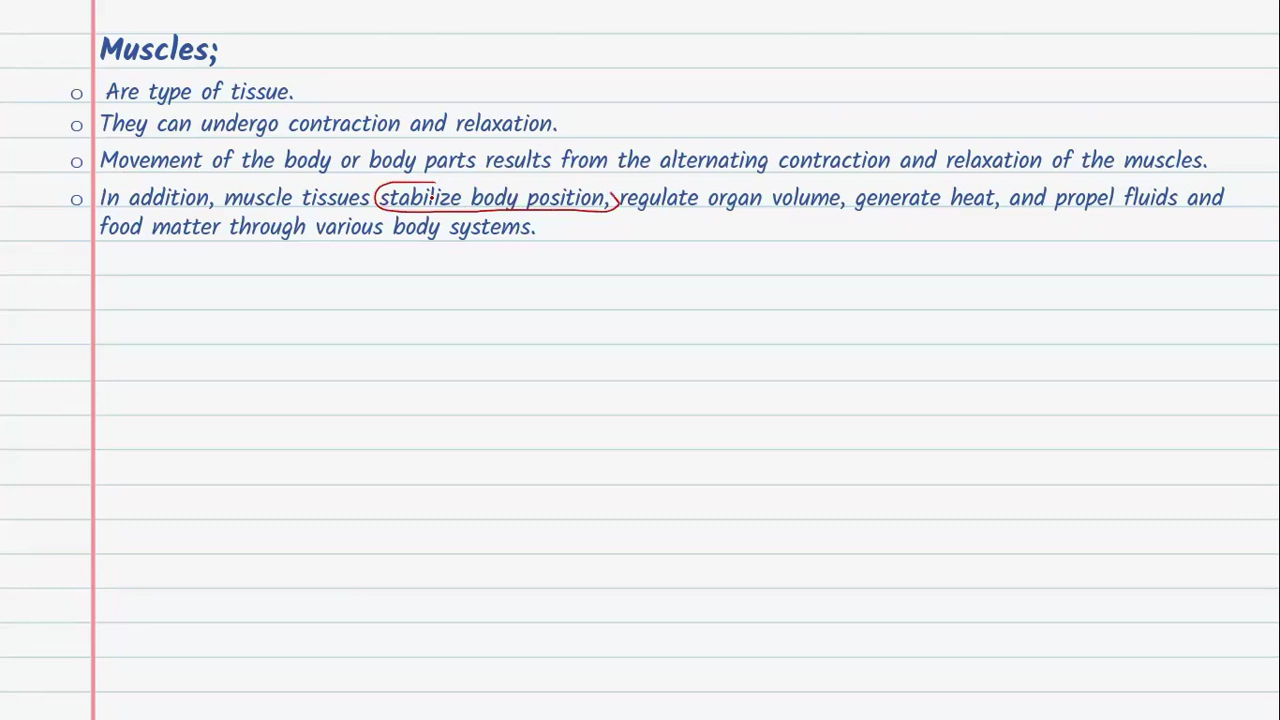 Muscles;
o Are type of tissue.
o They can undergo contraction and relaxation.
o Movement of the body or body parts results from the alternating contraction and relaxation of the muscles.
o In addition, muscle tissues stabilize body position, regulate organ volume, generate heat, and propel fluids and
food matter through various body systems.